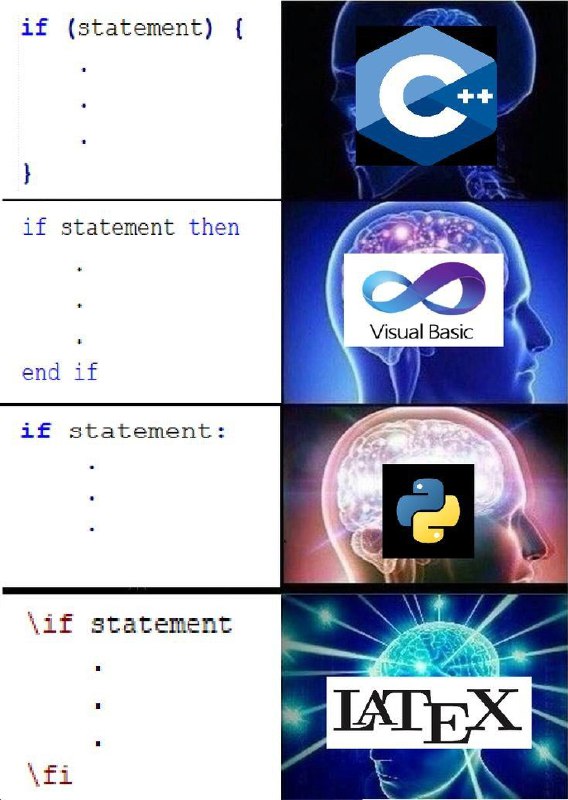 if (statement) {
.
.
.
}
C++
if statement then
.
.
.
end if
Visual Basic
if statement:
.
.
.
\if statement
.
.
.
\fi
LATEX